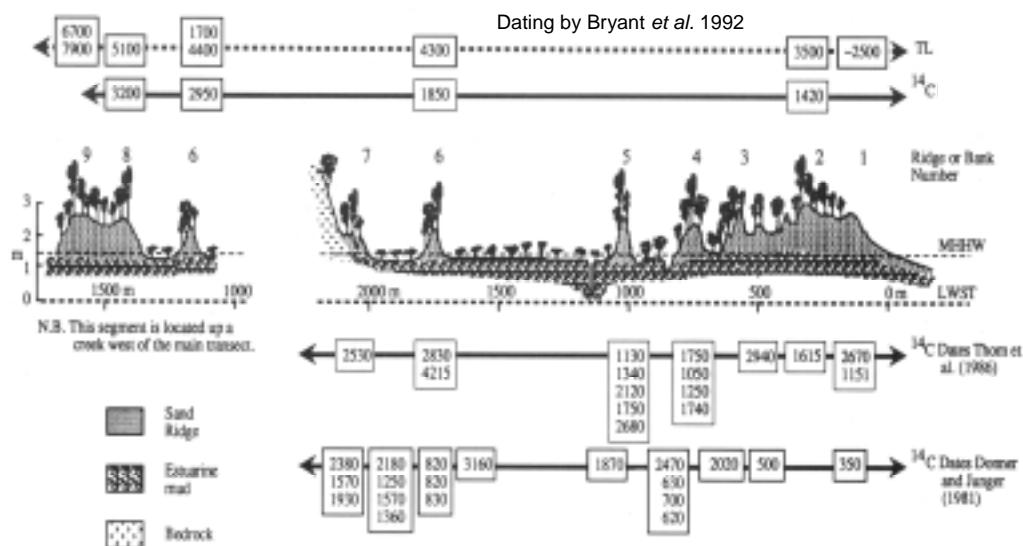 Dating by Bryant et al. 1992
6700 1700
7900 5100 4400 4300 3500 ~2500 TL
3200 2950 1850 1420 14C
9 8 6 7 6 5 4 3 2 1 Ridge or Bank
Number
3
2
m
1
0
MHHW
LWST
1500 m 1000 2000 m 1500 1000 500 0 m
N.B. This segment is located up a
creek west of the main transect.
2530 2830 1130 1750 2940 1615 2670 14C Dates Thom et
4215 1340 1050 1151 al. (1986)
2120 1250
1750 1740
2680
Sand
Ridge
2380 2180 820 3160 1870 2470 2020 500 350 14C Dates Donner
1570 1250 820 630 and Junger
1930 1570 830 700 (1981)
1360 620
Estuarine
mud
Bedrock